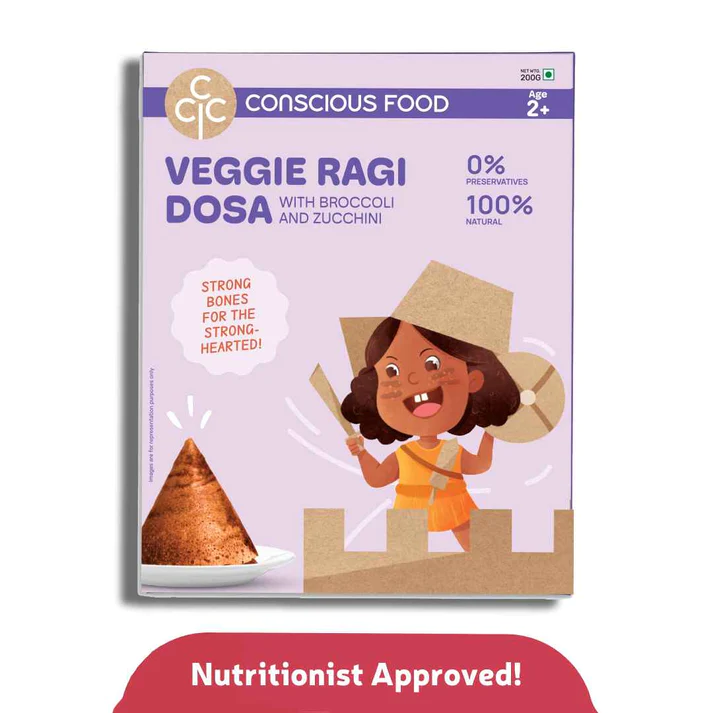 NET WTG.
200G
Age
2+
C
C C
CONSCIOUS FOOD
VEGGIE RAGI
DOSA WITH BROCCOLI
AND ZUCCHINI
0%
PRESERVATIVES
100%
NATURAL
STRONG
BONES
FOR THE
STRONG-
HEARTED!
Images are for representation purposes only
Nutritionist Approved!